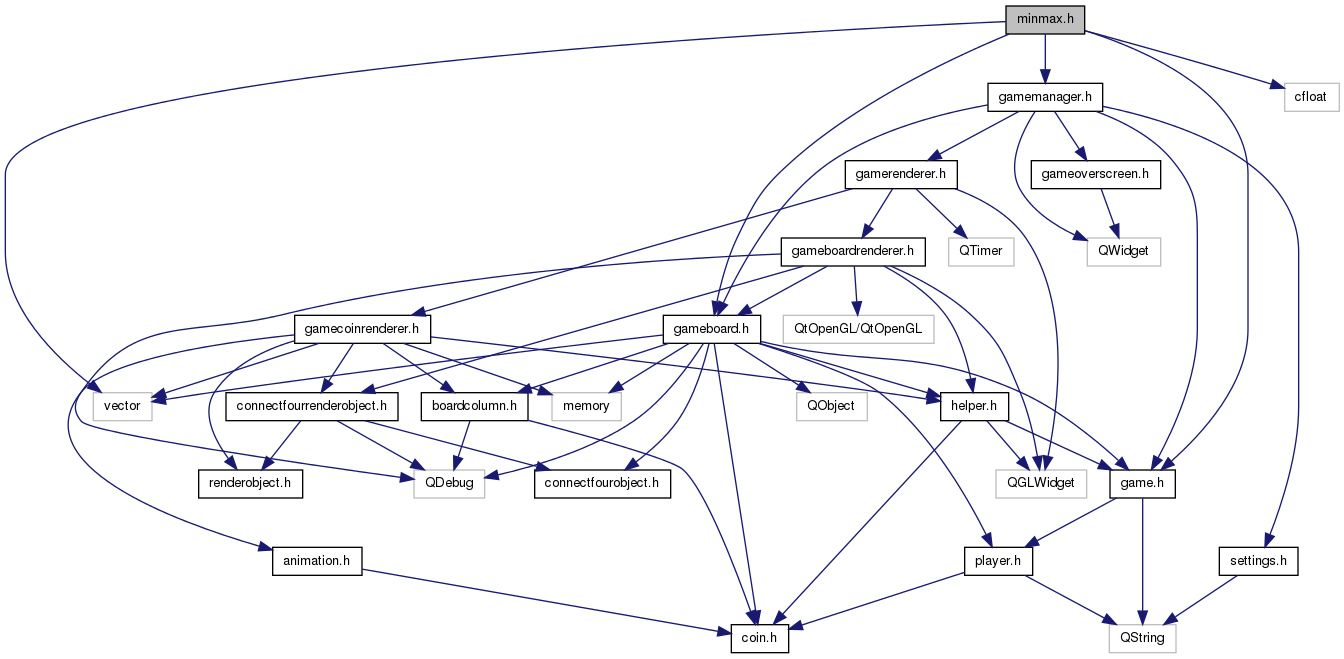 minmax.h
gamemanager.h
cfloat
gamerenderer.h
gameoverscreen.h
gameboardrenderer.h
QTimer
QWidget
gamecoinrenderer.h
gameboard.h
QtOpenGL/QtOpenGL
vector
connectfourrenderobject.h
boardcolumn.h
memory
QObject
helper.h
renderobject.h
QDebug
connectfourobject.h
QGLWidget
game.h
animation.h
player.h
settings.h
coin.h
QString